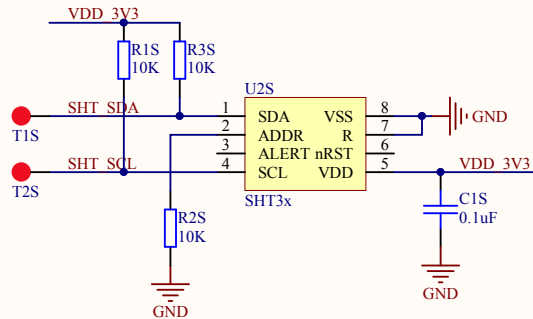 VDD_3V3
R1S
10K
R3S
10K
U2S
SHT_SDA
1
SDA
VSS
8
GND
T1S
2
ADDR
R
7
3
ALERT
nRST
6
SHT_SCL
4
SCL
VDD
5
VDD_3V3
T2S
SHT3x
R2S
10K
C1S
0.1uF
GND
GND